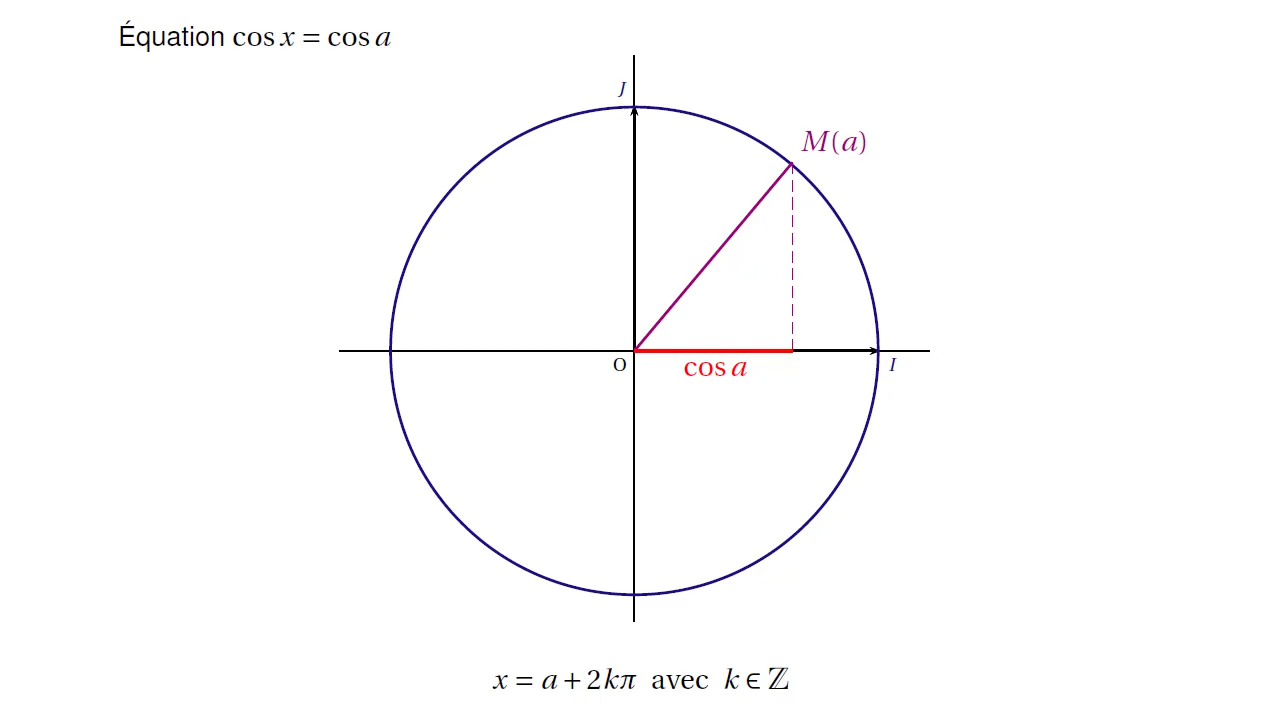 Équation cos x = cos a
J
M(a)
O
I
cos a
x = a + 2kπ avec k ∈ ℤ